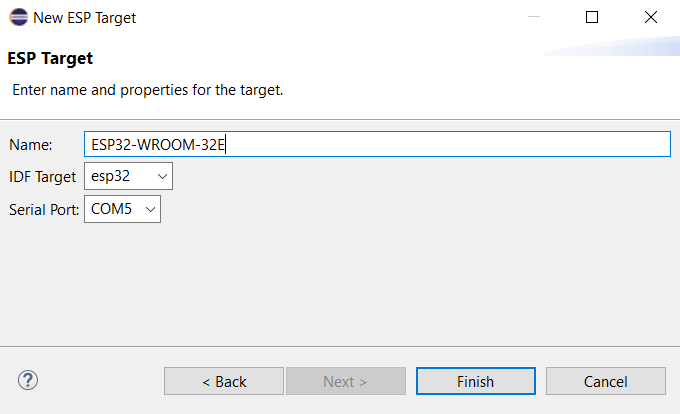 New ESP Target
ESP Target
Enter name and properties for the target.
Name: ESP32-WROOM-32E
IDF Target esp32
Serial Port: COM5
? < Back Next > Finish Cancel